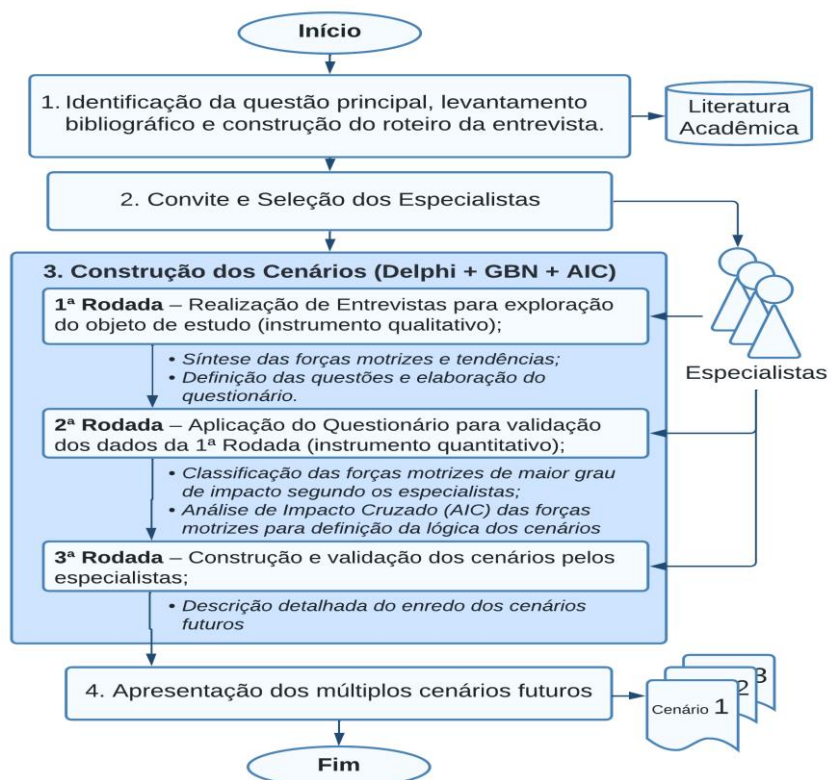 Início
1. Identificação da questão principal, levantamento
bibliográfico e construção do roteiro da entrevista.
Literatura
Acadêmica
2. Convite e Seleção dos Especialistas
3. Construção dos Cenários (Delphi + GBN + AIC)
1ª Rodada – Realização de Entrevistas para exploração
do objeto de estudo (instrumento qualitativo);
• Síntese das forças motrizes e tendências;
• Definição das questões e elaboração do
questionário.
Especialistas
2ª Rodada – Aplicação do Questionário para validação
dos dados da 1ª Rodada (instrumento quantitativo);
• Classificação das forças motrizes de maior grau
de impacto segundo os especialistas;
• Análise de Impacto Cruzado (AIC) das forças
motrizes para definição da lógica dos cenários
3ª Rodada – Construção e validação dos cenários pelos
especialistas;
• Descrição detalhada do enredo dos cenários
futuros
4. Apresentação dos múltiplos cenários futuros
Cenário 1
2
3
Fim